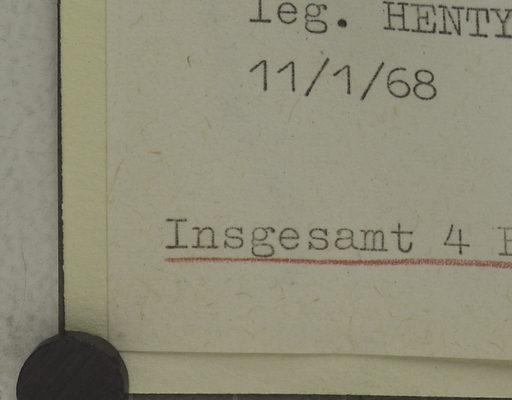 leg. HENTY
11/1/68
Insgesamt 4